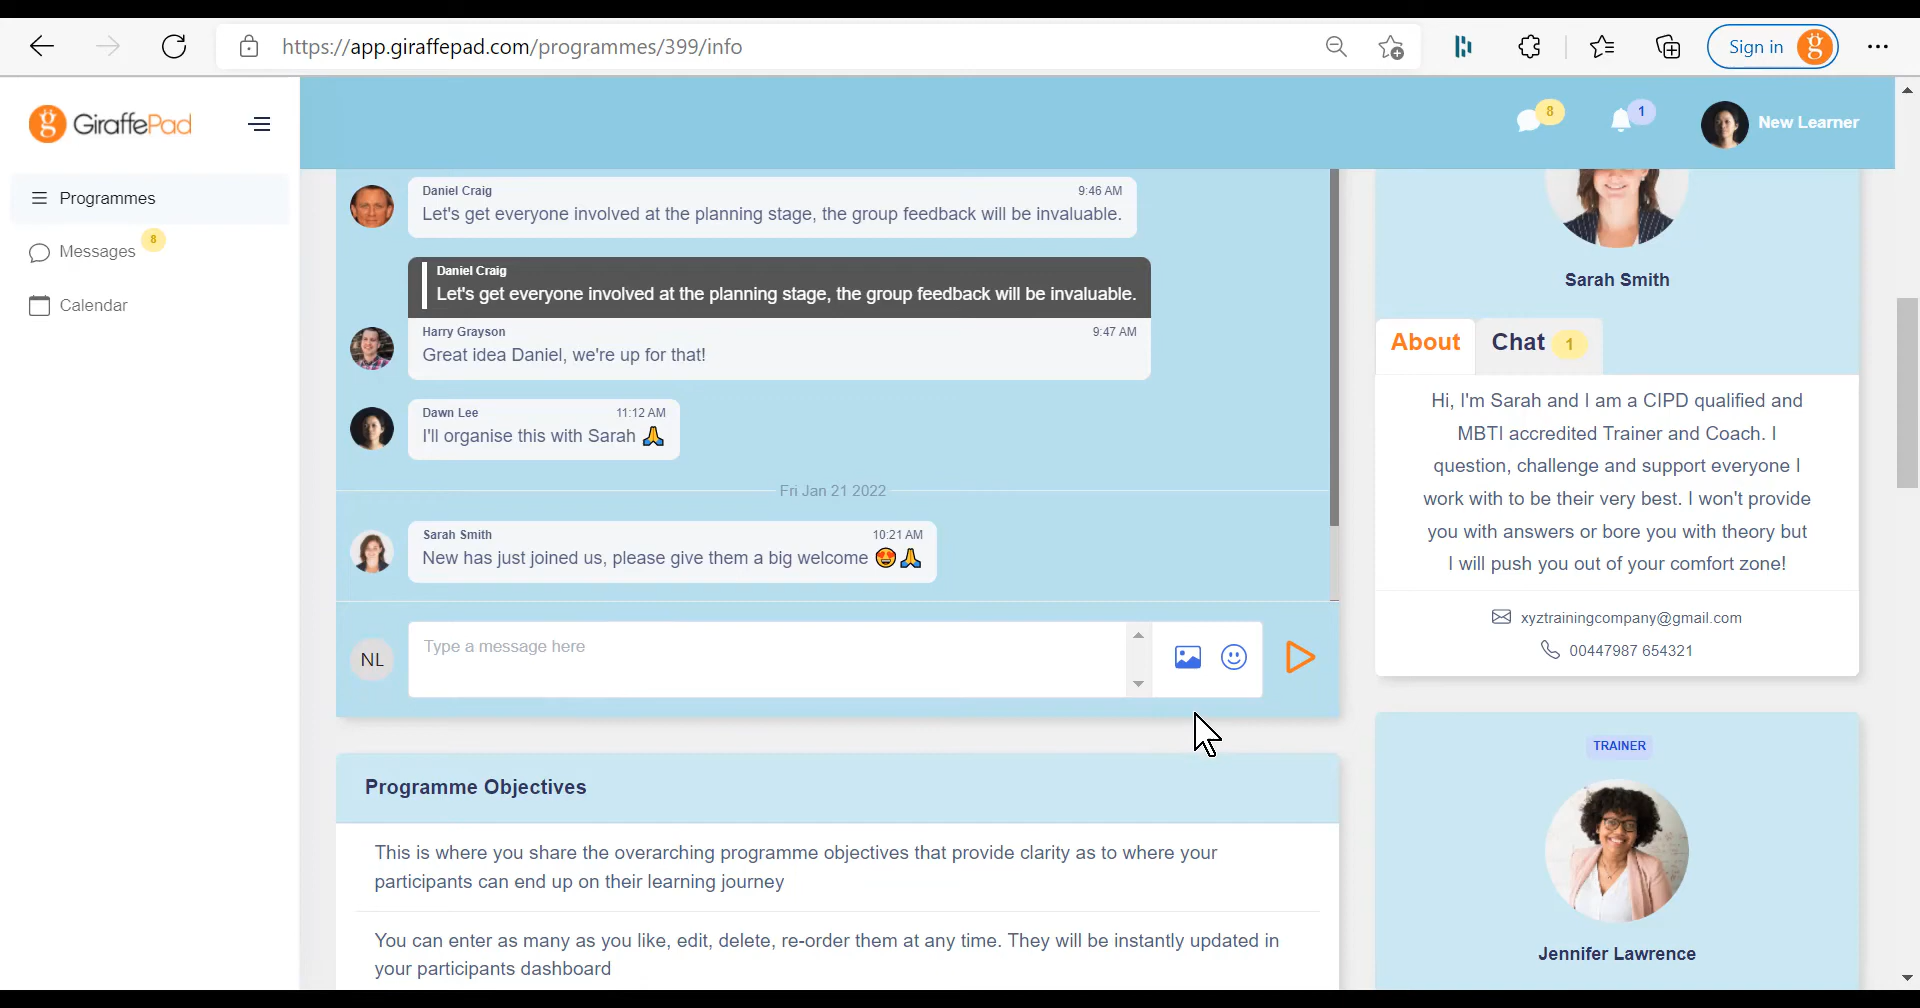 https://app.giraffepad.com/programmes/399/info
Sign in
GiraffePad
8
1
New Learner
Programmes
Messages
8
Calendar
Daniel Craig
9:46 AM
Let's get everyone involved at the planning stage, the group feedback will be invaluable.
Daniel Craig
Let's get everyone involved at the planning stage, the group feedback will be invaluable.
Harry Grayson
9:47 AM
Great idea Daniel, we're up for that!
Dawn Lee
11:12 AM
I'll organise this with Sarah 🙏
Fri Jan 21 2022
Sarah Smith
10:21 AM
New has just joined us, please give them a big welcome 😍🙏
NL
Type a message here
Programme Objectives
This is where you share the overarching programme objectives that provide clarity as to where your
participants can end up on their learning journey
You can enter as many as you like, edit, delete, re-order them at any time. They will be instantly updated in
your participants dashboard
Sarah Smith
About
Chat
1
Hi, I'm Sarah and I am a CIPD qualified and
MBTI accredited Trainer and Coach. I
question, challenge and support everyone I
work with to be their very best. I won't provide
you with answers or bore you with theory but
I will push you out of your comfort zone!
xyztrainingcompany@gmail.com
00447987 654321
TRAINER
Jennifer Lawrence